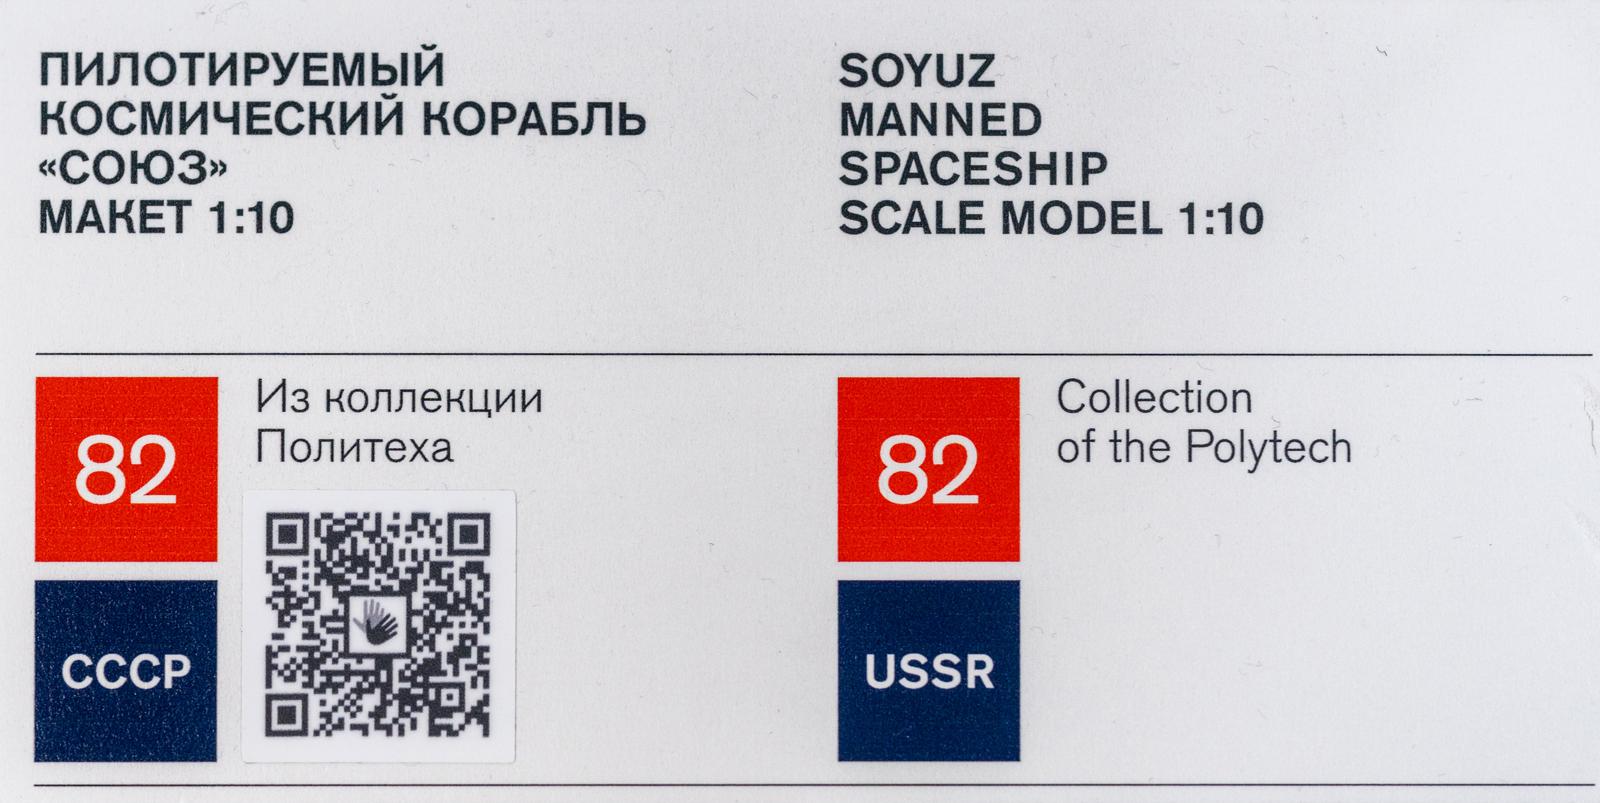 ПИЛОТИРУЕМЫЙ
КОСМИЧЕСКИЙ КОРАБЛЬ
«СОЮЗ»
МАКЕТ 1:10
SOYUZ
MANNED
SPACESHIP
SCALE MODEL 1:10
82
Из коллекции
Политеха
СССР
82
Collection
of the Polytech
USSR